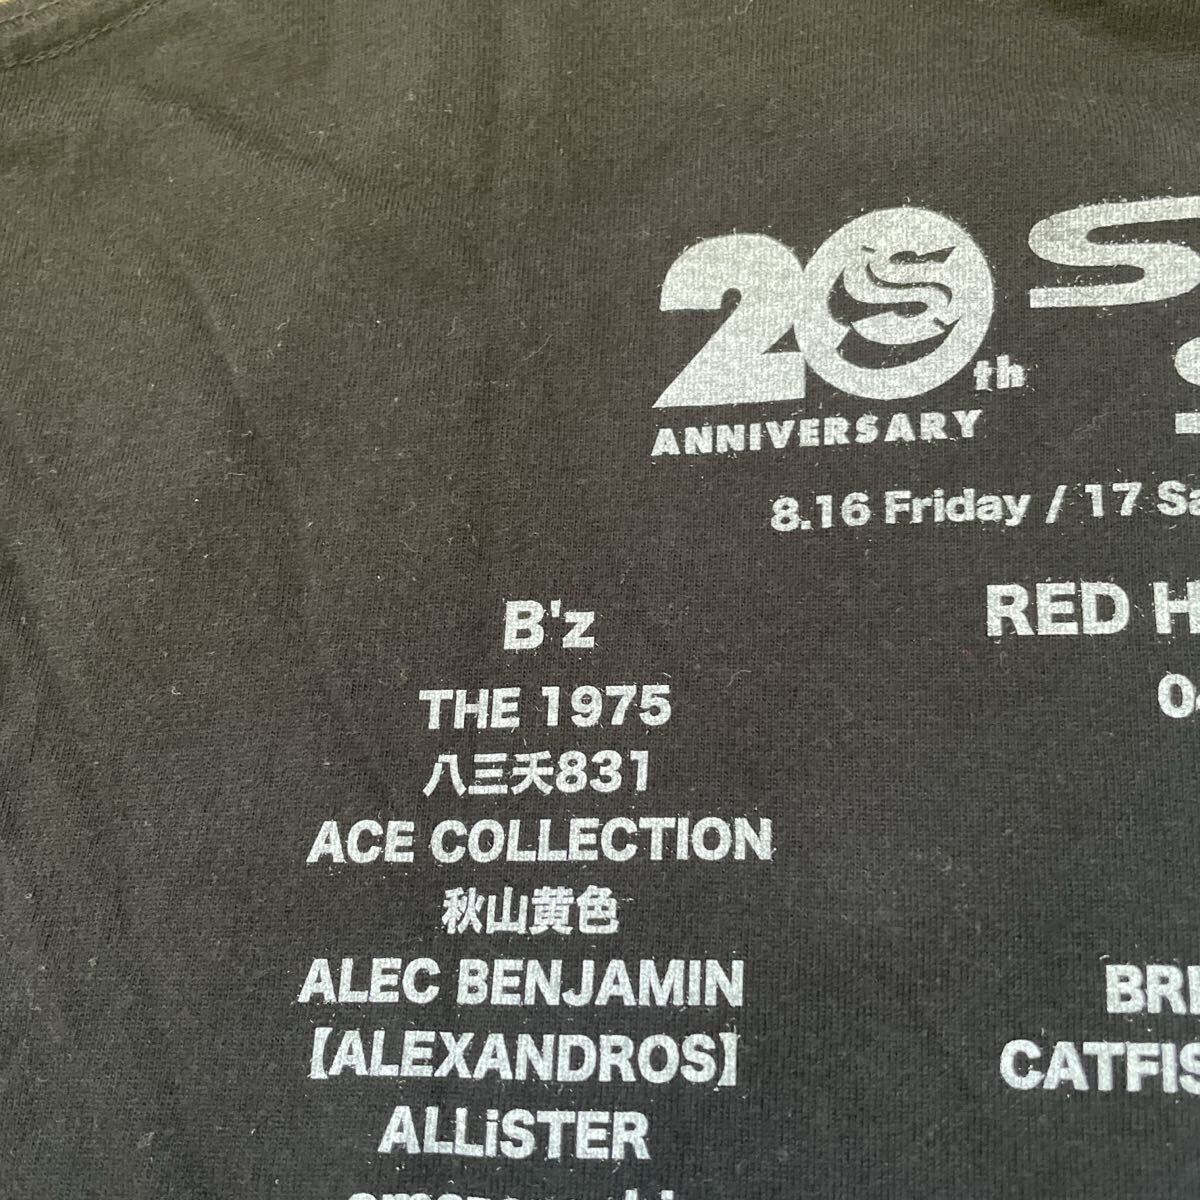 20th
ANNIVERSARY
8.16 Friday / 17
B'z
RED
THE 1975
八三夭831
ACE COLLECTION
秋山黄色
ALEC BENJAMIN
【ALEXANDROS】
ALLiSTER